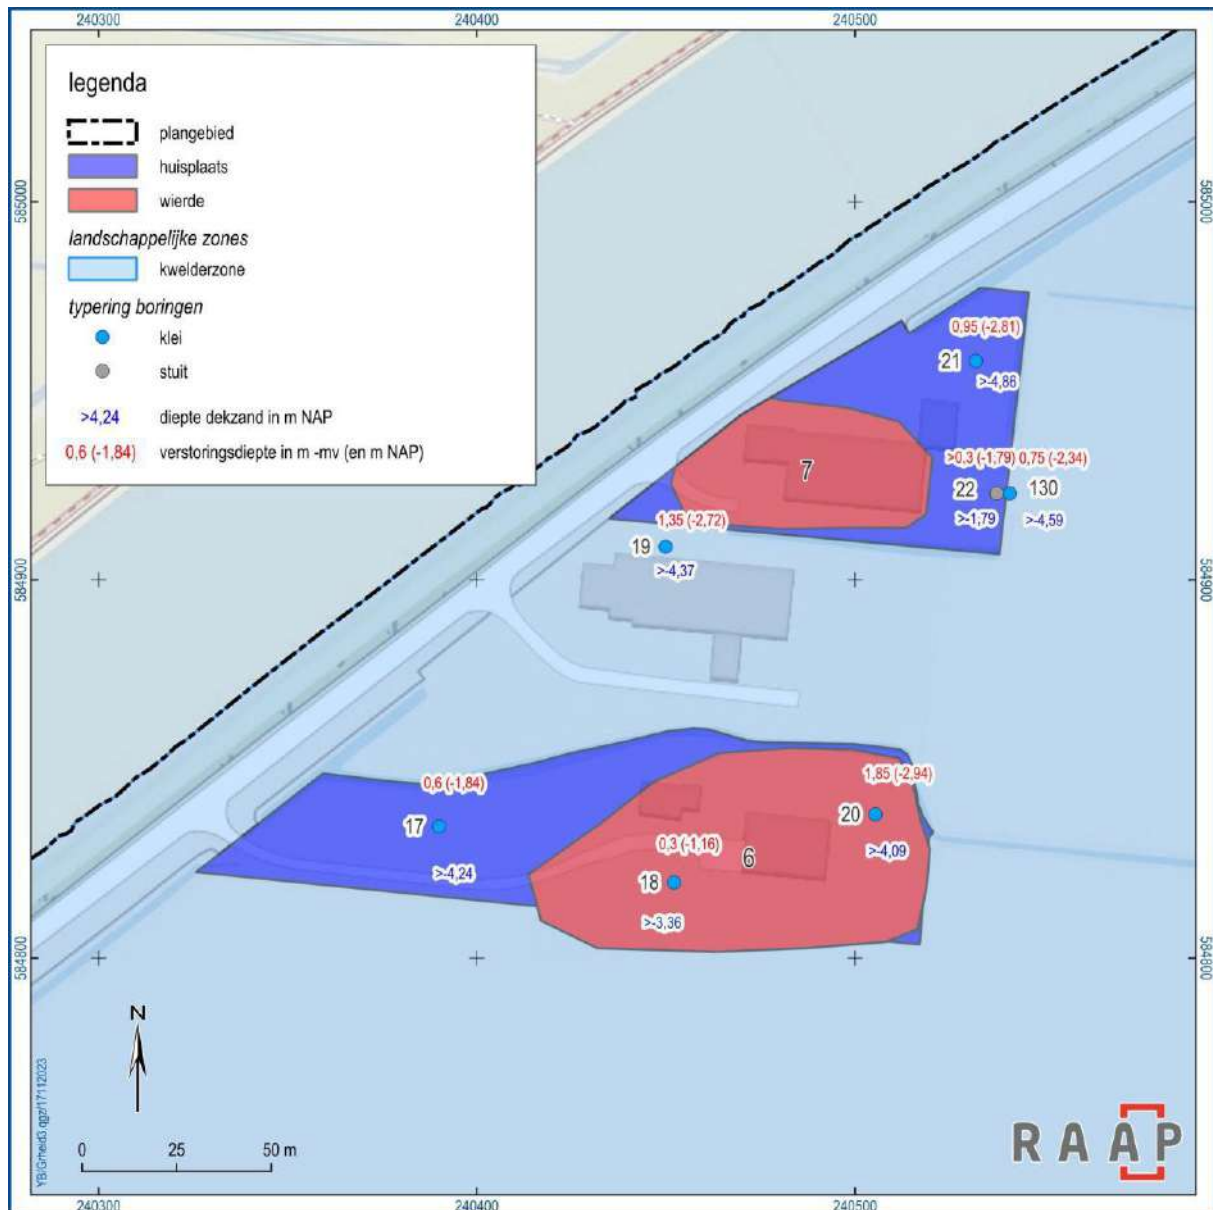 240300
240400
240500
legenda
plangebied
huisplaats
wierde
landschappelijke zones
kwelderzone
typering boringen
klei
stuit
>4,24 diepte dekzand in m NAP
0,6 (-1,84) verstoringsdiepte in m -mv (en m NAP)
585000
585000
0,95 (-2,81)
21
>-4,86
7
>0,3 (-1,79) 0,75 (-2,34)
22
130
>-1,79
>-4,59
1,35 (-2,72)
19
>-4,37
584900
584900
0,6 (-1,84)
17
>-4,24
1,85 (-2,94)
20
>-4,09
0,3 (-1,16)
6
18
>-3,36
584800
584800
N
0 25 50 m
YB/Grheid3.qgz/17112023
RAAP
240300
240400
240500